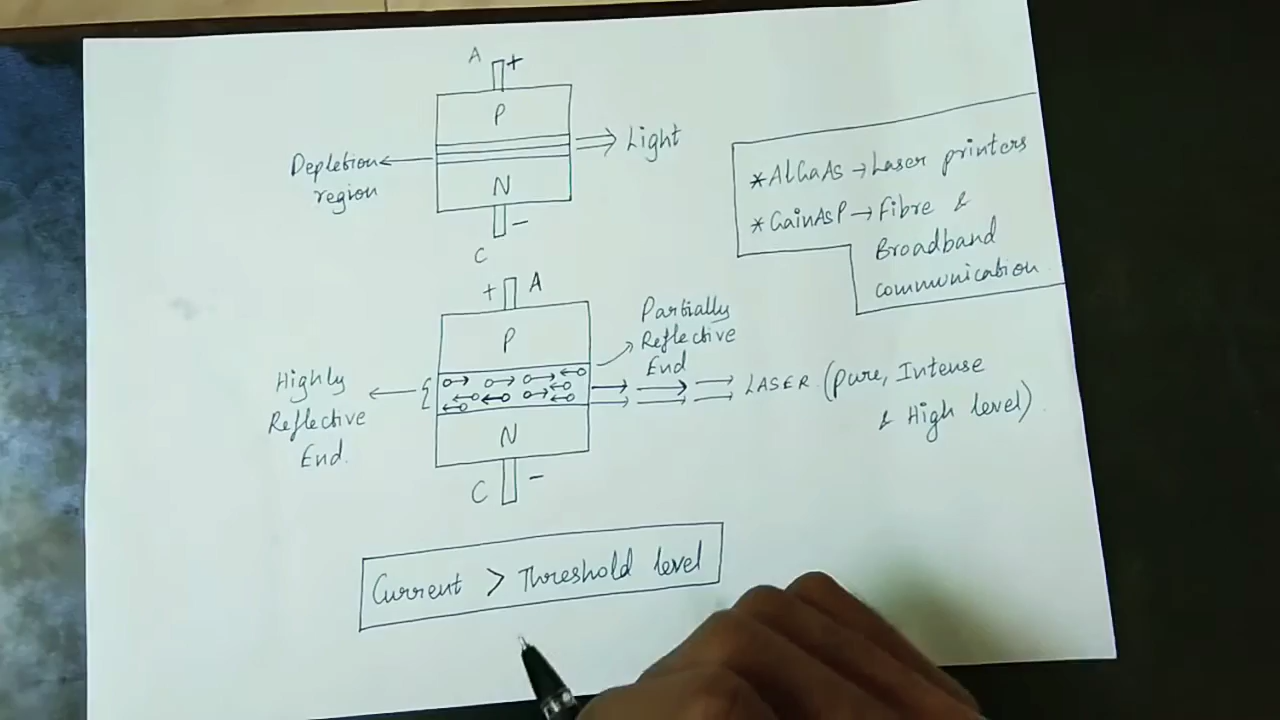 A +
P
Depletion
region
Light
N
-
C
*AlGaAs → Laser printers
*GainAsP → Fibre &
Broadband
communication
+ A
P
Partially
Reflective
End
Highly
Reflective
End.
LASER (pure, Intense
& High level)
N
C -
Current > Threshold level